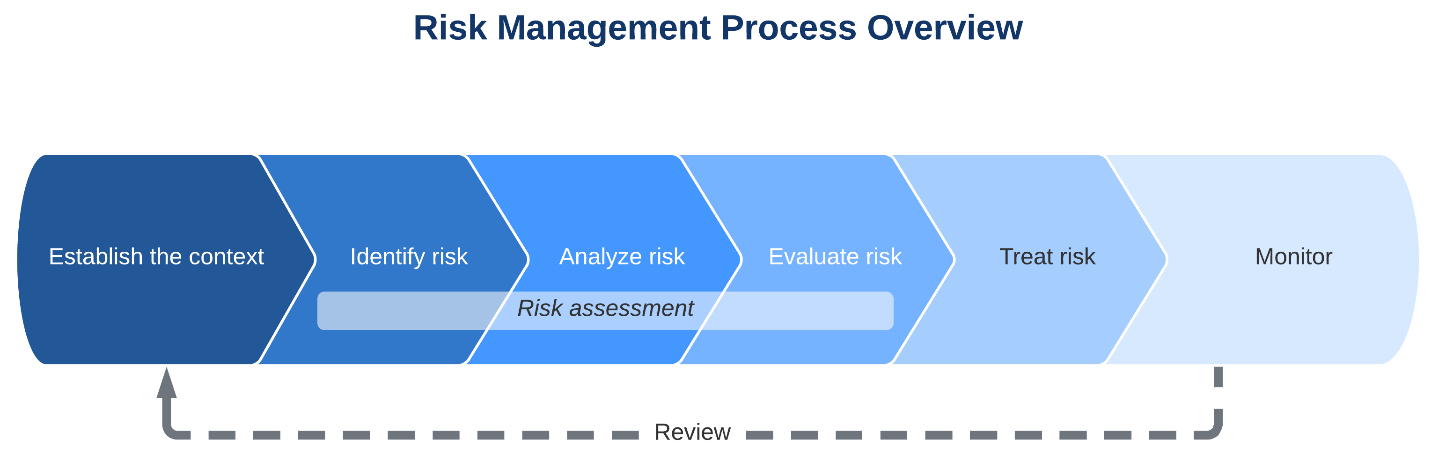 Risk Management Process Overview
Establish the context
Identify risk
Analyze risk
Evaluate risk
Treat risk
Monitor
Risk assessment
Review